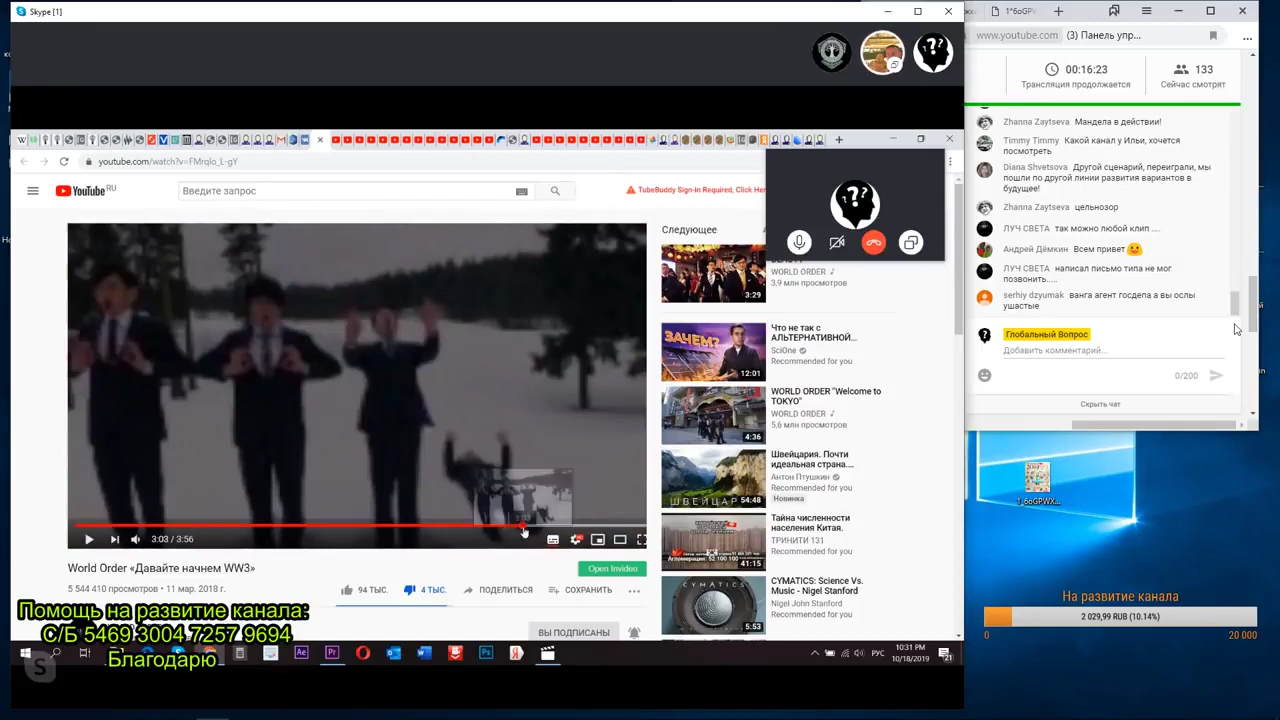 Skype [1]
youtube.com/watch?v=FMrqlo_L-gY
YouTube RU
Введите запрос
TubeBuddy Sign-In Required, Click Her
Следующее
WORLD ORDER ♪
3,9 млн просмотров
3:29
ЗАЧЕМ?
12:01
Что не так с
АЛЬТЕРНАТИВНОЙ...
SciOne
Recommended for you
4:36
WORLD ORDER "Welcome to
TOKYO"
WORLD ORDER ♪
5,6 млн просмотров
ШВЕЙЦАР
54:48
Швейцария. Почти
идеальная страна....
Антон Птушкин
Recommended for you
Новинка
41:15
Тайна численности
населения Китая.
ТРИНИТИ 131
Recommended for you
CYMATICS
5:53
CYMATICS: Science Vs.
Music - Nigel Stanford
Nigel John Stanford
Recommended for you
3:03
3:03 / 3:56
World Order «Давайте начнем WW3»
Open Invideo
5 544 410 просмотров • 11 мар. 2018 г.
94 ТЫС.
4 ТЫС.
ПОДЕЛИТЬСЯ
СОХРАНИТЬ
ВЫ ПОДПИСАНЫ
Помощь на развитие канала:
С/Б 5469 3004 7257 9694
Благодарю
РУС
10:31 PM
10/18/2019
21
1*6oGPW
www.youtube.com
(3) Панель упр...
00:16:23
Трансляция продолжается
133
Сейчас смотрят
Zhanna Zaytseva Мандела в действии!
Timmy Timmy Какой канал у Ильи, хочется
посмотреть
Diana Shvetsova Другой сценарий, переиграли, мы
пошли по другой линии развития вариантов в
будущее!
Zhanna Zaytseva цельнозор
ЛУЧ СВЕТА так можно любой клип ....
Андрей Дёмкин Всем привет
ЛУЧ СВЕТА написал письмо типа не мог
позвонить.....
serhiy dzyumak ванга агент госдепа а вы ослы
ушастые
Глобальный Вопрос
Добавить комментарий...
0/200
Скрыть чат
1_6oGPWX...
На развитие канала
2 029,99 RUB (10.14%)
0
20 000